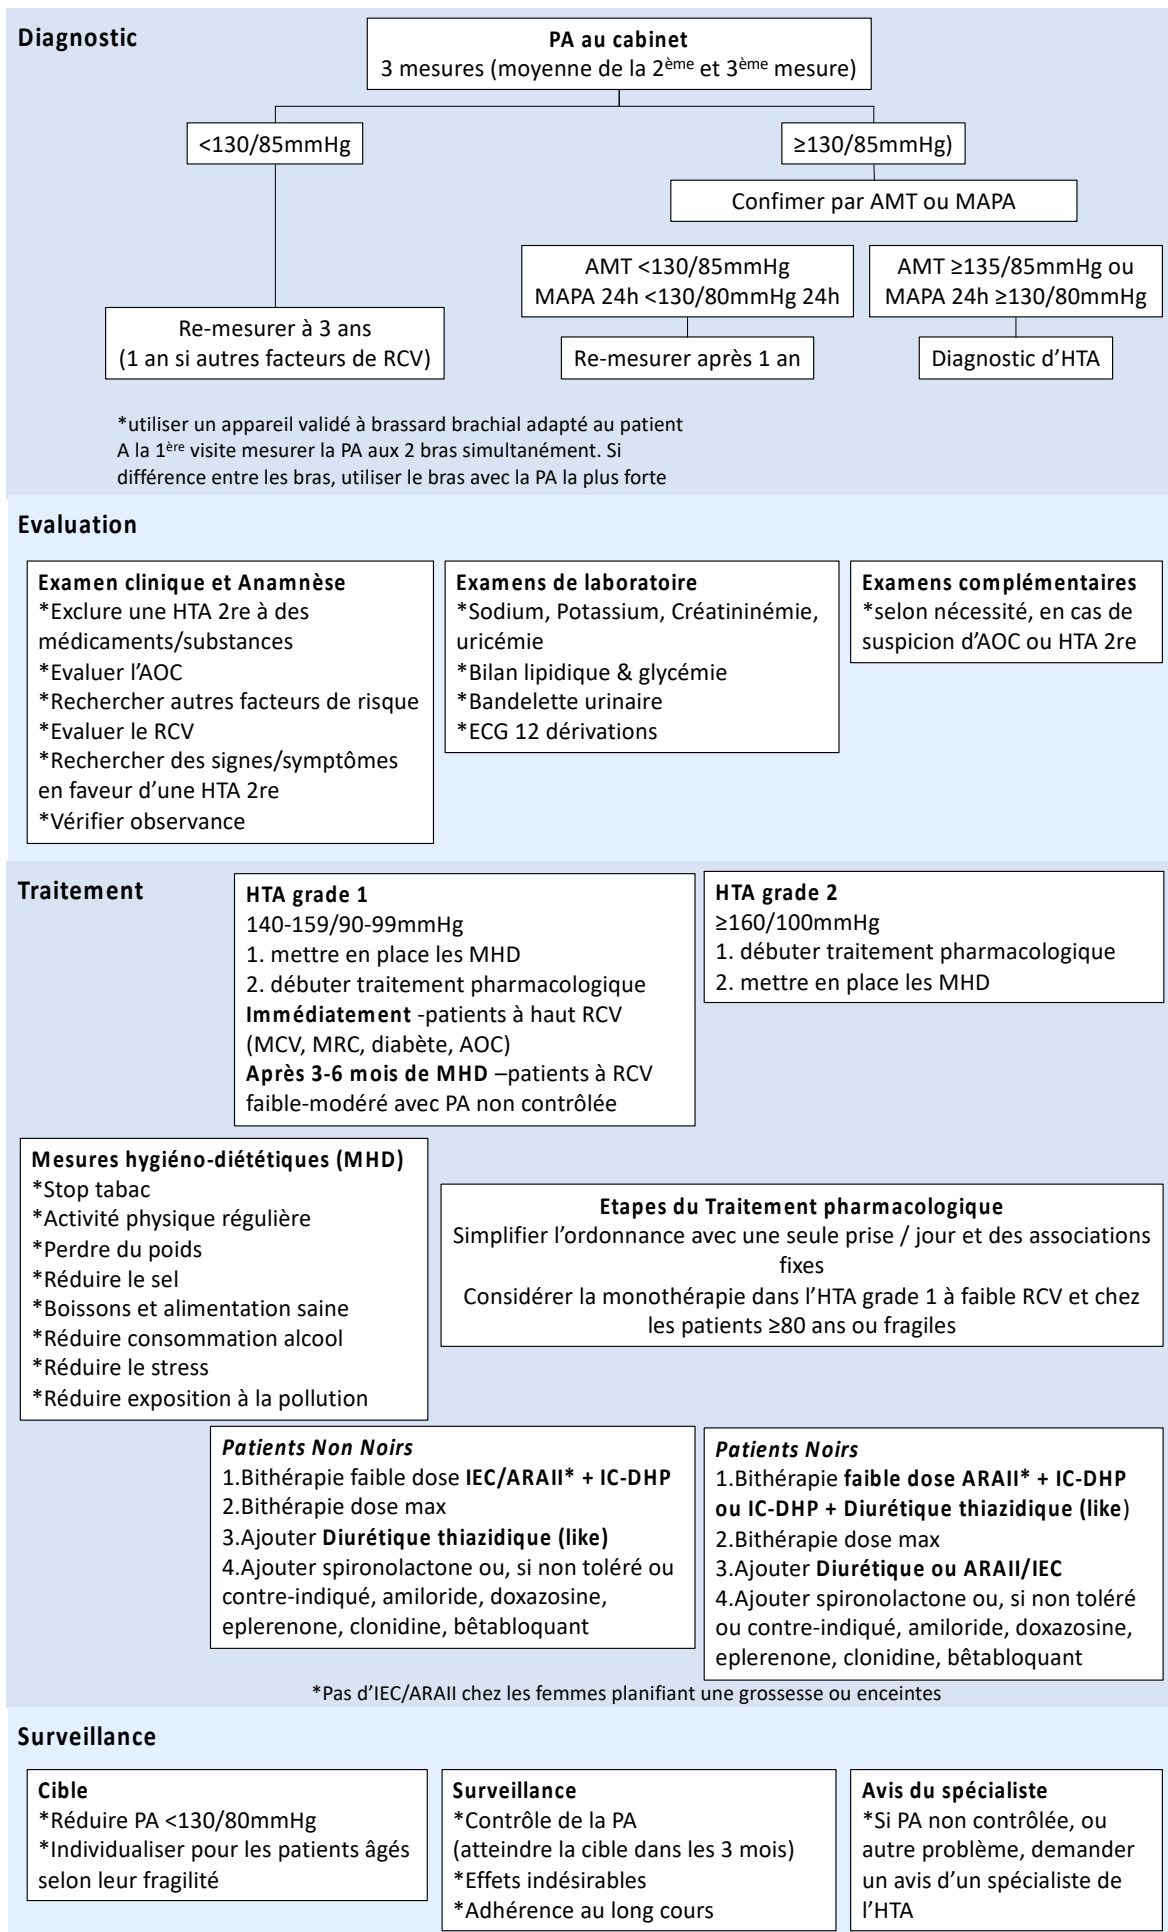 Diagnostic
PA au cabinet
3 mesures (moyenne de la 2ème et 3ème mesure)
<130/85mmHg
≥130/85mmHg)
Confimer par AMT ou MAPA
AMT <130/85mmHg
MAPA 24h <130/80mmHg 24h
AMT ≥135/85mmHg ou
MAPA 24h ≥130/80mmHg
Re-mesurer à 3 ans
(1 an si autres facteurs de RCV)
Re-mesurer après 1 an
Diagnostic d’HTA
*utiliser un appareil validé à brassard brachial adapté au patient
A la 1ère visite mesurer la PA aux 2 bras simultanément. Si
différence entre les bras, utiliser le bras avec la PA la plus forte
Evaluation
Examen clinique et Anamnèse
*Exclure une HTA 2re à des
médicaments/substances
*Evaluer l’AOC
*Rechercher autres facteurs de risque
*Evaluer le RCV
*Rechercher des signes/symptômes
en faveur d’une HTA 2re
*Vérifier observance
Examens de laboratoire
*Sodium, Potassium, Créatininémie,
uricémie
*Bilan lipidique & glycémie
*Bandelette urinaire
*ECG 12 dérivations
Examens complémentaires
*selon nécessité, en cas de
suspicion d’AOC ou HTA 2re
Traitement
HTA grade 1
140-159/90-99mmHg
1. mettre en place les MHD
2. débuter traitement pharmacologique
Immédiatement -patients à haut RCV
(MCV, MRC, diabète, AOC)
Après 3-6 mois de MHD –patients à RCV
faible-modéré avec PA non contrôlée
HTA grade 2
≥160/100mmHg
1. débuter traitement pharmacologique
2. mettre en place les MHD
Mesures hygiéno-diététiques (MHD)
*Stop tabac
*Activité physique régulière
*Perdre du poids
*Réduire le sel
*Boissons et alimentation saine
*Réduire consommation alcool
*Réduire le stress
*Réduire exposition à la pollution
Etapes du Traitement pharmacologique
Simplifier l’ordonnance avec une seule prise / jour et des associations
fixes
Considérer la monothérapie dans l’HTA grade 1 à faible RCV et chez
les patients ≥80 ans ou fragiles
Patients Non Noirs
1.Bithérapie faible dose IEC/ARAII* + IC-DHP
2.Bithérapie dose max
3.Ajouter Diurétique thiazidique (like)
4.Ajouter spironolactone ou, si non toléré ou
contre-indiqué, amiloride, doxazosine,
eplerenone, clonidine, bêtabloquant
Patients Noirs
1.Bithérapie faible dose ARAII* + IC-DHP
ou IC-DHP + Diurétique thiazidique (like)
2.Bithérapie dose max
3.Ajouter Diurétique ou ARAII/IEC
4.Ajouter spironolactone ou, si non toléré
ou contre-indiqué, amiloride, doxazosine,
eplerenone, clonidine, bêtabloquant
*Pas d’IEC/ARAII chez les femmes planifiant une grossesse ou enceintes
Surveillance
Cible
*Réduire PA <130/80mmHg
*Individualiser pour les patients âgés
selon leur fragilité
Surveillance
*Contrôle de la PA
(atteindre la cible dans les 3 mois)
*Effets indésirables
*Adhérence au long cours
Avis du spécialiste
*Si PA non contrôlée, ou
autre problème, demander
un avis d’un spécialiste de
l’HTA